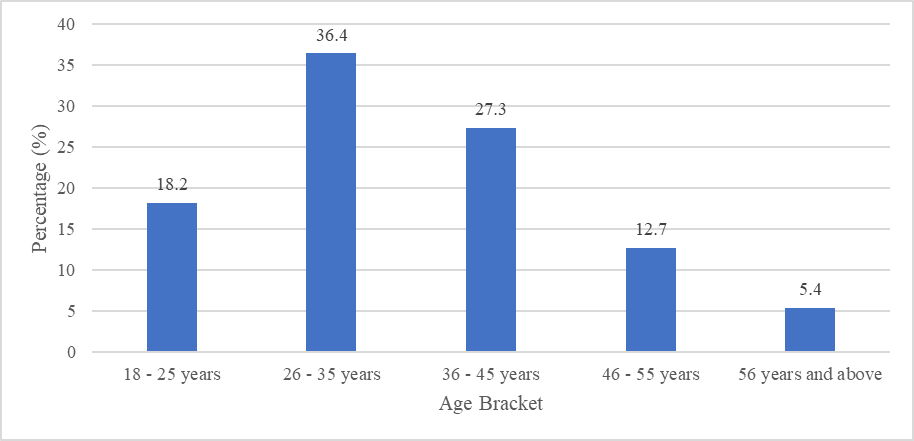 40
35
30
25
20
15
10
5
0
Percentage (%)
18.2
36.4
27.3
12.7
5.4
18 - 25 years
26 - 35 years
36 - 45 years
46 - 55 years
56 years and above
Age Bracket